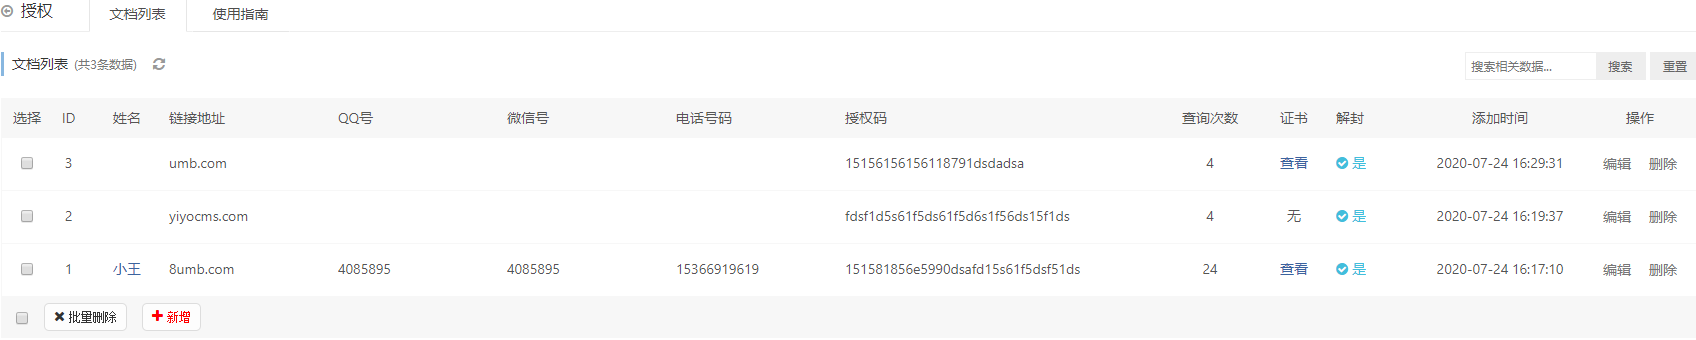 授权 文档列表 使用指南
文档列表 (共3条数据) 搜索相关数据... 搜索 重置
选择 ID 姓名 链接地址 QQ号 微信号 电话号码 授权码 查询次数 证书 解封 添加时间 操作
3 umb.com 15156156156118791dsdadsa 4 查看 是 2020-07-24 16:29:31 编辑 删除
2 yiyocms.com fdsf1d5s61f5ds61f5d6s1f56ds15f1ds 4 无 是 2020-07-24 16:19:37 编辑 删除
1 小王 8umb.com 4085895 4085895 15366919619 151581856e5990dsafd15s61f5dsf51ds 24 查看 是 2020-07-24 16:17:10 编辑 删除
批量删除 新增